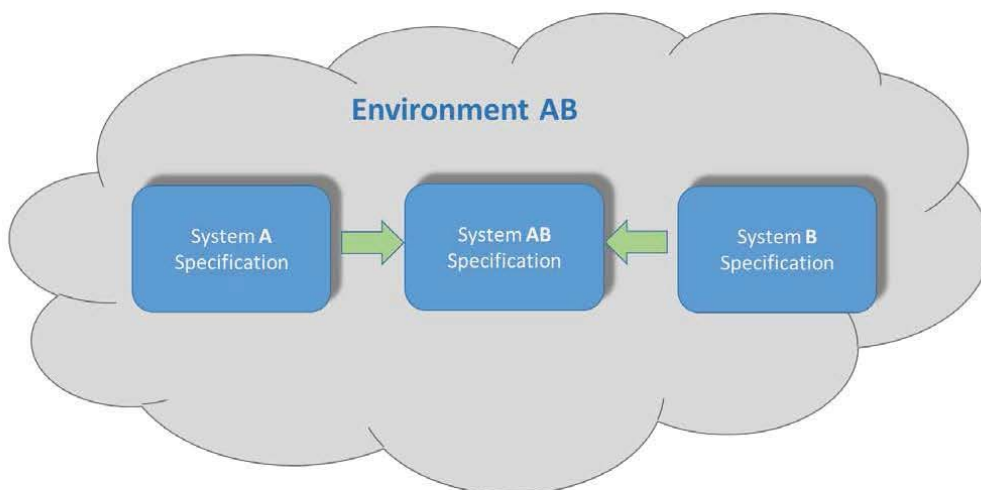 Environment AB
System A
Specification
System AB
Specification
System B
Specification